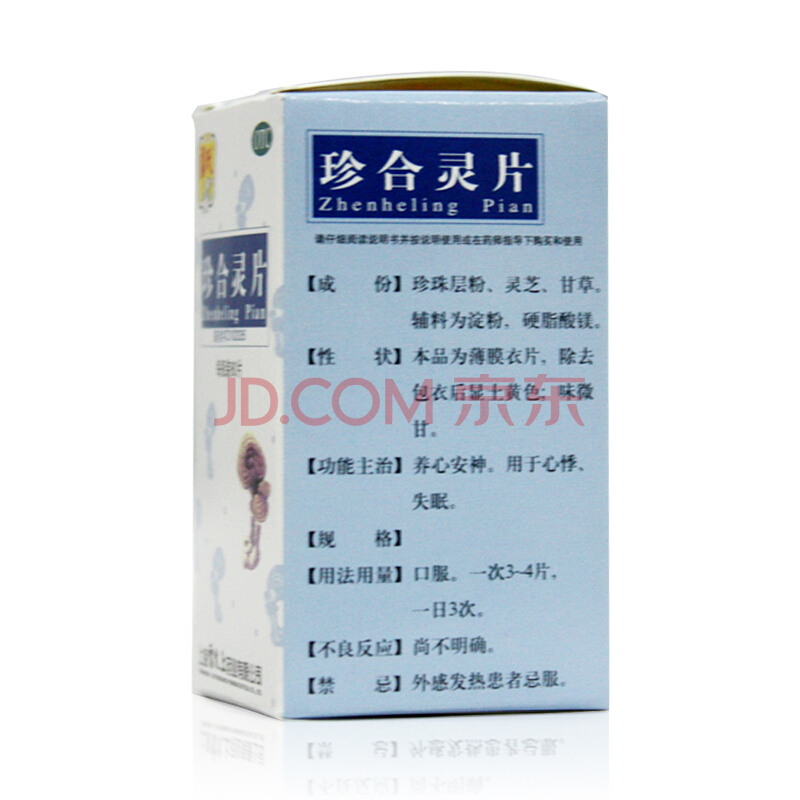 OTC
珍合灵片
Zhenheling Pian
珍合灵片
Zhenheling Pian
请仔细阅读说明书并按说明使用或在药师指导下购买和使用
【成　份】珍珠层粉、灵芝、甘草。
辅料为淀粉，硬脂酸镁。
【性　状】本品为薄膜衣片，除去
包衣后显土黄色；味微
甘。
【功能主治】养心安神。用于心悸、
失眠。
【规　格】
【用法用量】口服。一次3~4片，
一日3次。
【不良反应】尚不明确。
【禁　忌】外感发热患者忌服。
JD.COM 京东